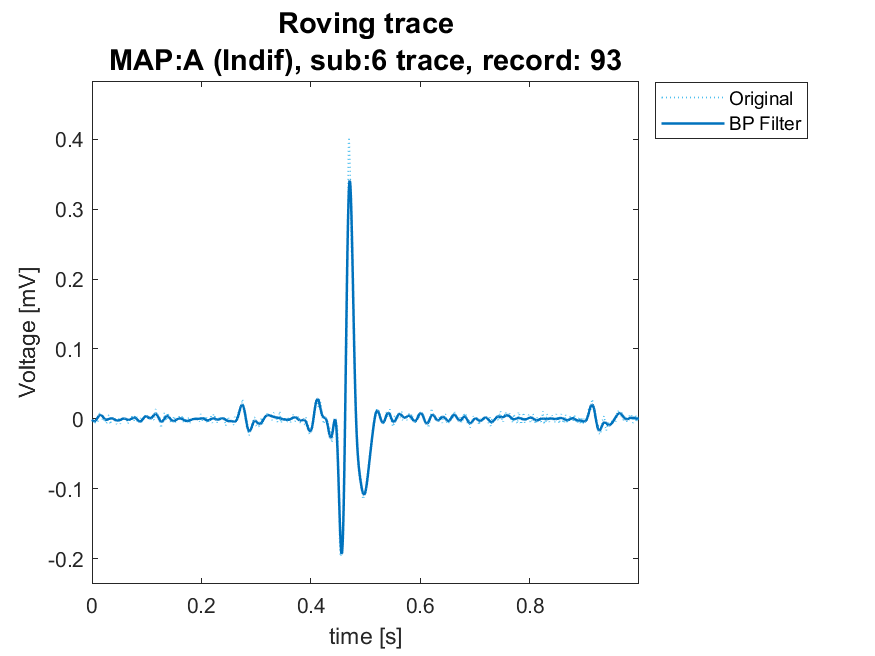 Roving trace
MAP:A (Indif), sub:6 trace, record: 93
Original
BP Filter
0.4
0.3
0.2
0.1
0
-0.1
-0.2
Voltage [mV]
0
0.2
0.4
0.6
0.8
time [s]